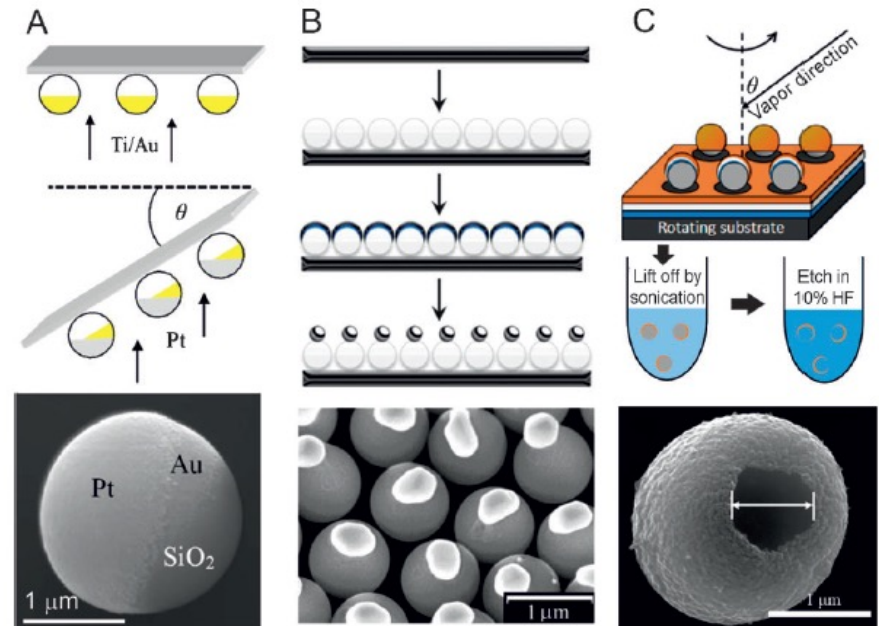 A
Ti/Au
θ
Pt
Pt
Au
SiO₂
1 μm
B
1 μm
C
θ
Vapor direction
Rotating substrate
Lift off by
sonication
Etch in
10% HF
1 μm